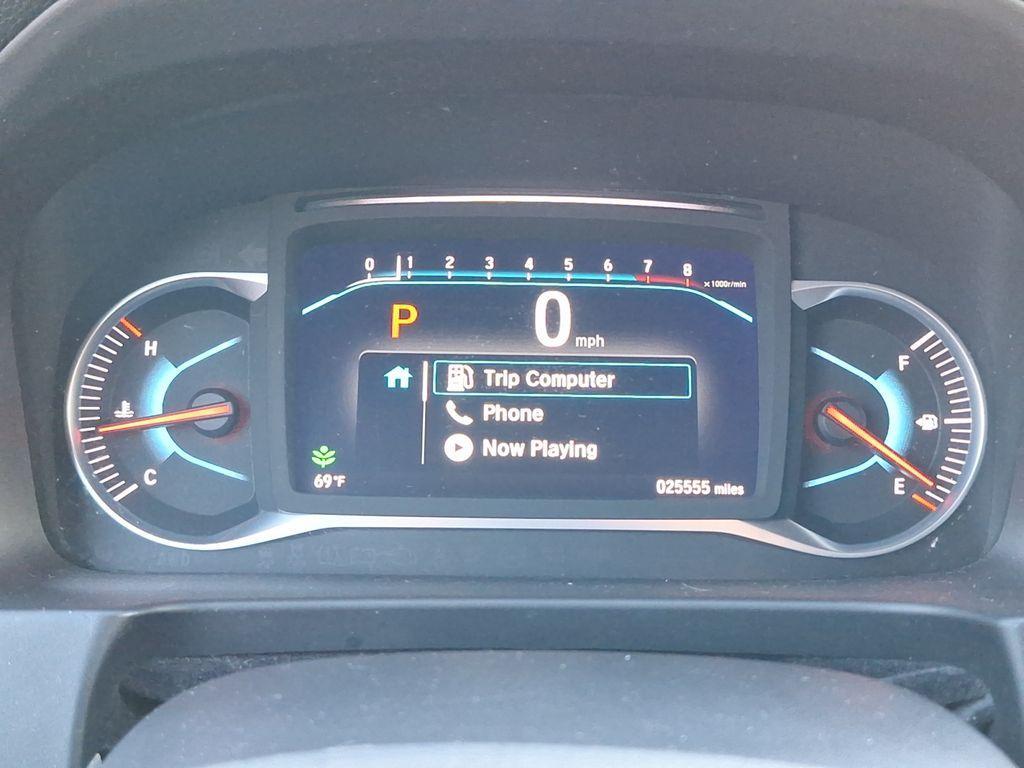 0 1 2 3 4 5 6 7 8
x 1000r/min
P 0 mph
H
F
Trip Computer
Phone
Now Playing
C
E
69°F
025555 miles